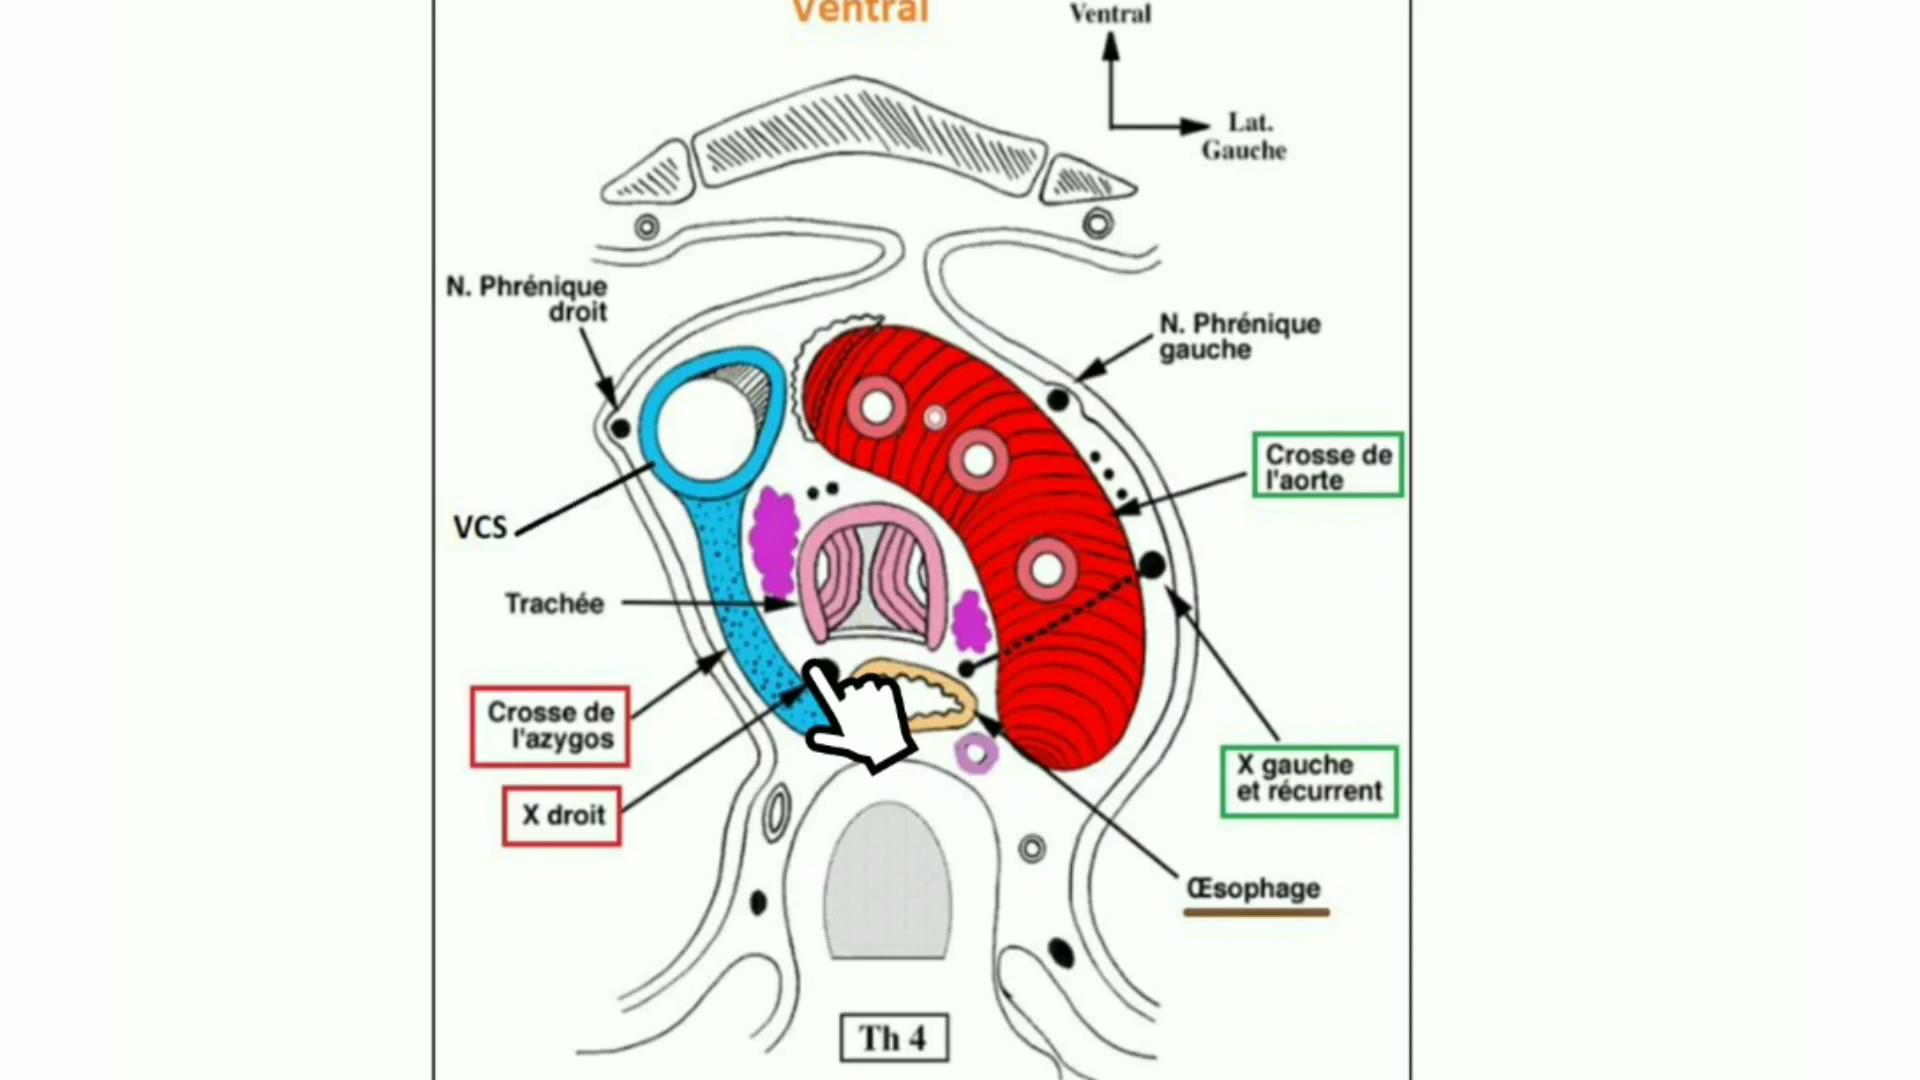 Ventral
Ventral
Lat.
Gauche
N. Phrénique
droit
N. Phrénique
gauche
Crosse de
l'aorte
VCS
Trachée
Crosse de
l'azygos
X droit
X gauche
et récurrent
Œsophage
Th 4